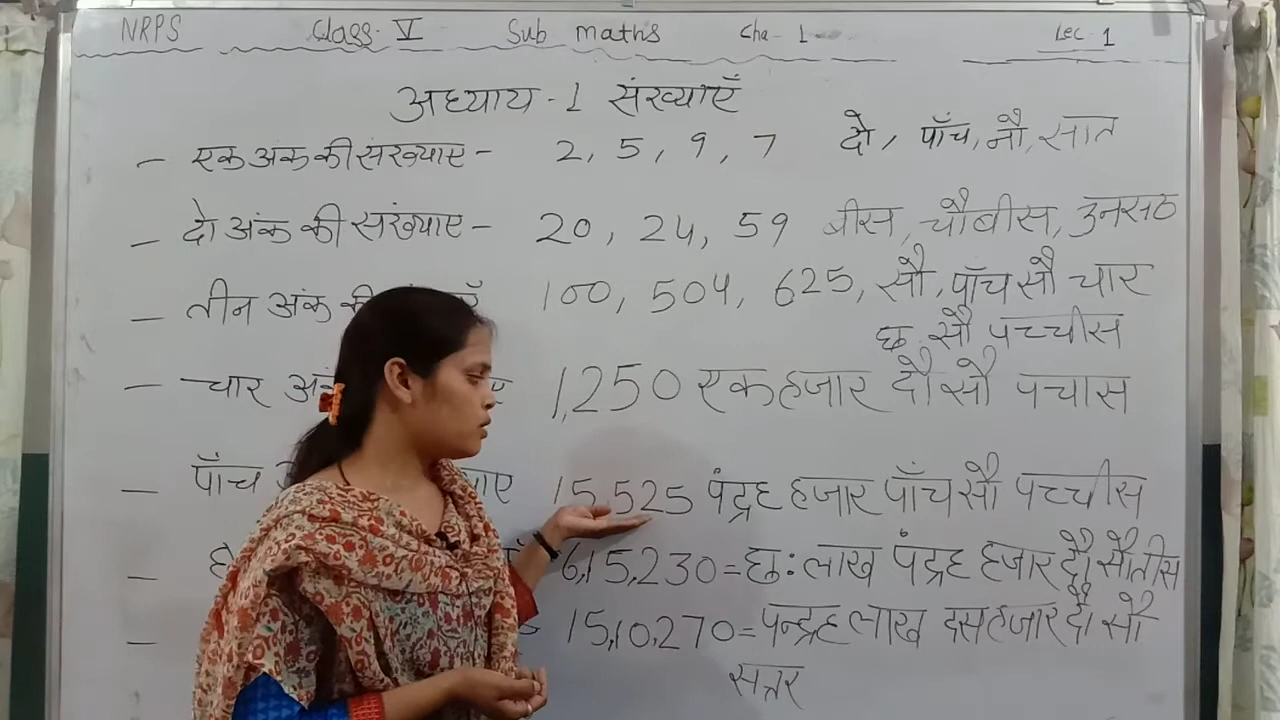 NRPS Class V Sub maths Cha - 1 Lec - 1
अध्याय - 1 संख्याएँ
– एक अंक की संख्याए – 2, 5, 9, 7 दो, पाँच, नौ, सात
– दो अंक की संख्याए – 20, 24, 59 बीस, चौबीस, उनसठ
– तीन अंक की 100, 504, 625, सौ, पाँच सौ चार
छ: सौ पच्चीस
– चार 1,250 एक हजार दौ सौ पचास
– पाँच 15,525 पंद्रह हजार पाँच सौ पच्चीस
– 6,15,230 = छ: लाख पंद्रह हजार दौ सौ तीस
– 15,10,270 = पन्द्रह लाख दस हजार दौ सौ
सत्तर